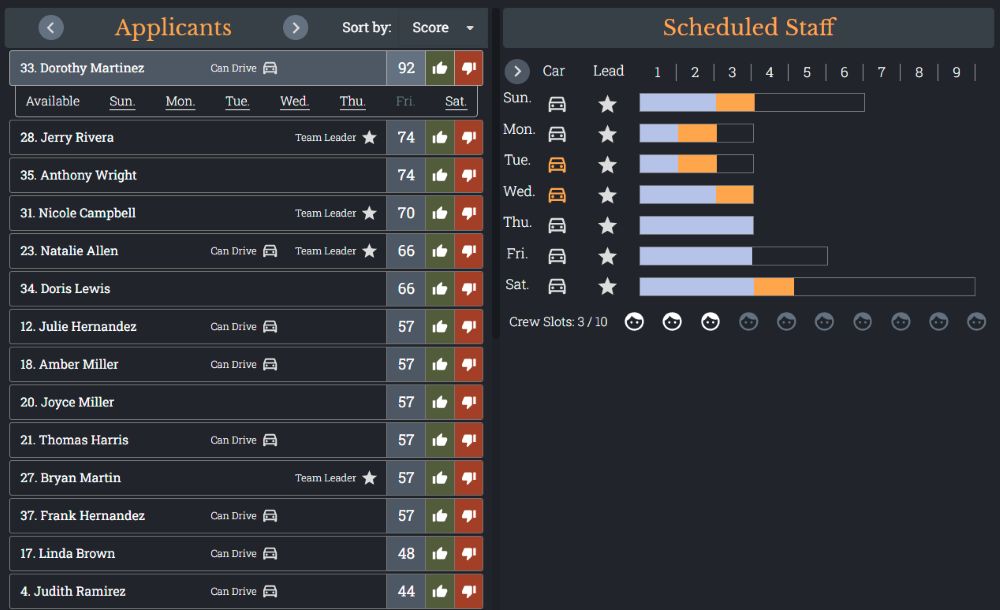 Applicants Sort by: Score
33. Dorothy Martinez Can Drive 92
Available Sun. Mon. Tue. Wed. Thu. Fri. Sat.
28. Jerry Rivera Team Leader 74
35. Anthony Wright 74
31. Nicole Campbell Team Leader 70
23. Natalie Allen Can Drive Team Leader 66
34. Doris Lewis 66
12. Julie Hernandez Can Drive 57
18. Amber Miller Can Drive 57
20. Joyce Miller 57
21. Thomas Harris Can Drive 57
27. Bryan Martin Team Leader 57
37. Frank Hernandez Can Drive 57
17. Linda Brown Can Drive 48
4. Judith Ramirez Can Drive 44
Scheduled Staff
Car Lead 1 2 3 4 5 6 7 8 9
Sun.
Mon.
Tue.
Wed.
Thu.
Fri.
Sat.
Crew Slots: 3 / 10